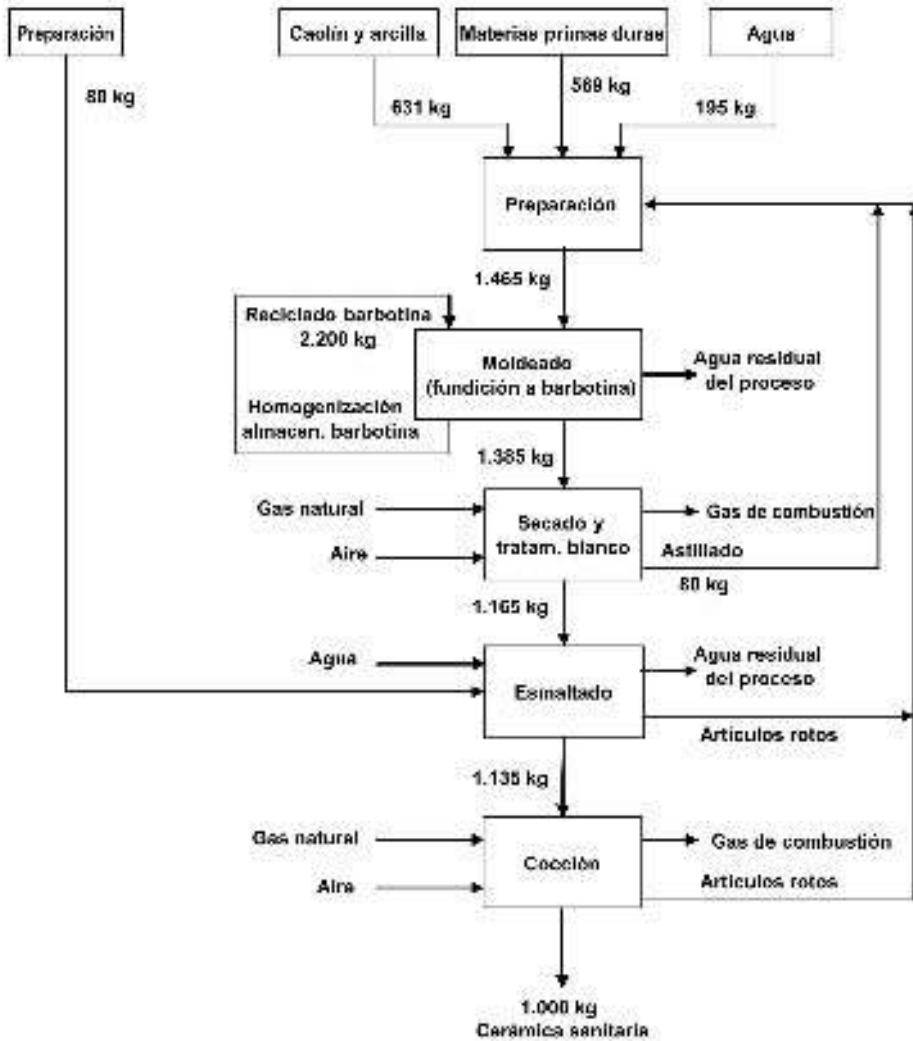 Preparación
Caolín y arcilla
Materias primas duras
Agua
80 kg
631 kg
569 kg
195 kg
Preparación
1.465 kg
Reciclado barbotina
2.200 kg
Moldeado
(fundición a barbotina)
Agua residual
del proceso
Homogenización
almacen. barbotina
1.385 kg
Gas natural
Aire
Secado y
tratam. blanco
Gas de combustión
Astillado
80 kg
1.165 kg
Agua
Esmaltado
Agua residual
del proceso
Artículos rotos
1.135 kg
Gas natural
Aire
Cocción
Gas de combustión
Artículos rotos
1.000 kg
Cerámica sanitaria